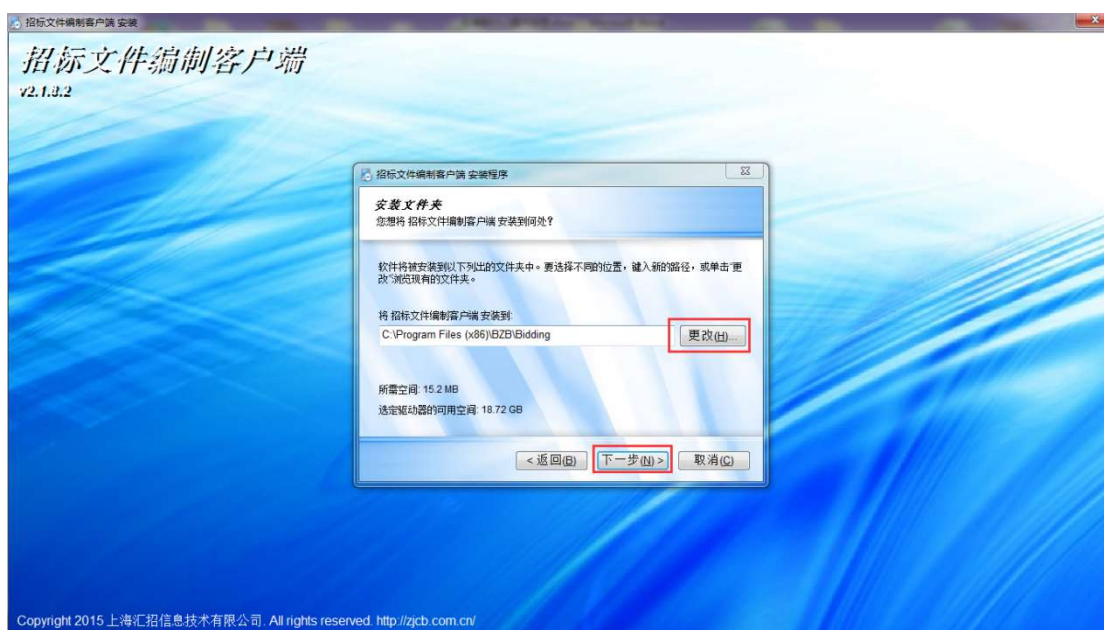 招标文件编制客户端 安装
招标文件编制客户端
v2.1.8.2
招标文件编制客户端 安装程序
安装文件夹
您想将 招标文件编制客户端 安装到何处?
软件将被安装到以下列出的文件夹中。要选择不同的位置，键入新的路径，或单击“更
改”浏览现有的文件夹。
将 招标文件编制客户端 安装到:
C:\Program Files (x86)\BZB\Bidding
更改(H)...
所需空间: 15.2 MB
选定驱动器的可用空间: 18.72 GB
< 返回(B) 下一步(N) > 取消(C)
Copyright 2015 上海汇招信息技术有限公司. All rights reserved. http://zjcb.com.cn/